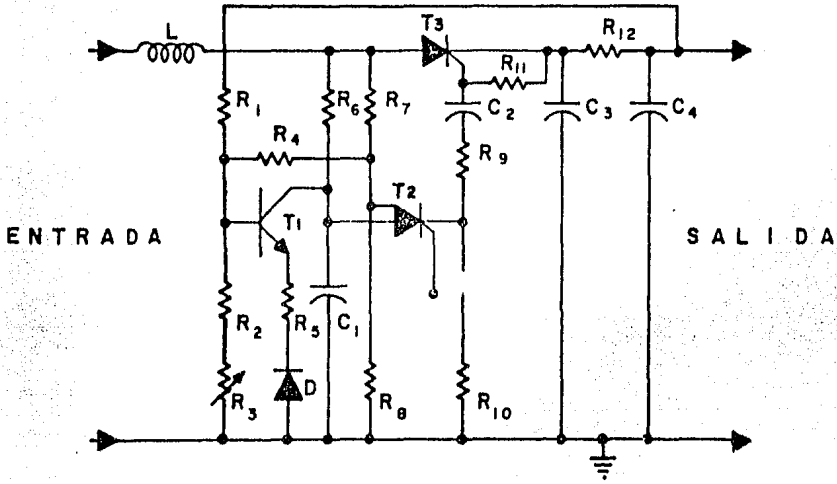 L T3 R11 R12
R1 R6 R7 C2 C3 C4
R4 R9
T2
T1
ENTRADA SALIDA
R2 R5 C1
R3 D R8 R10